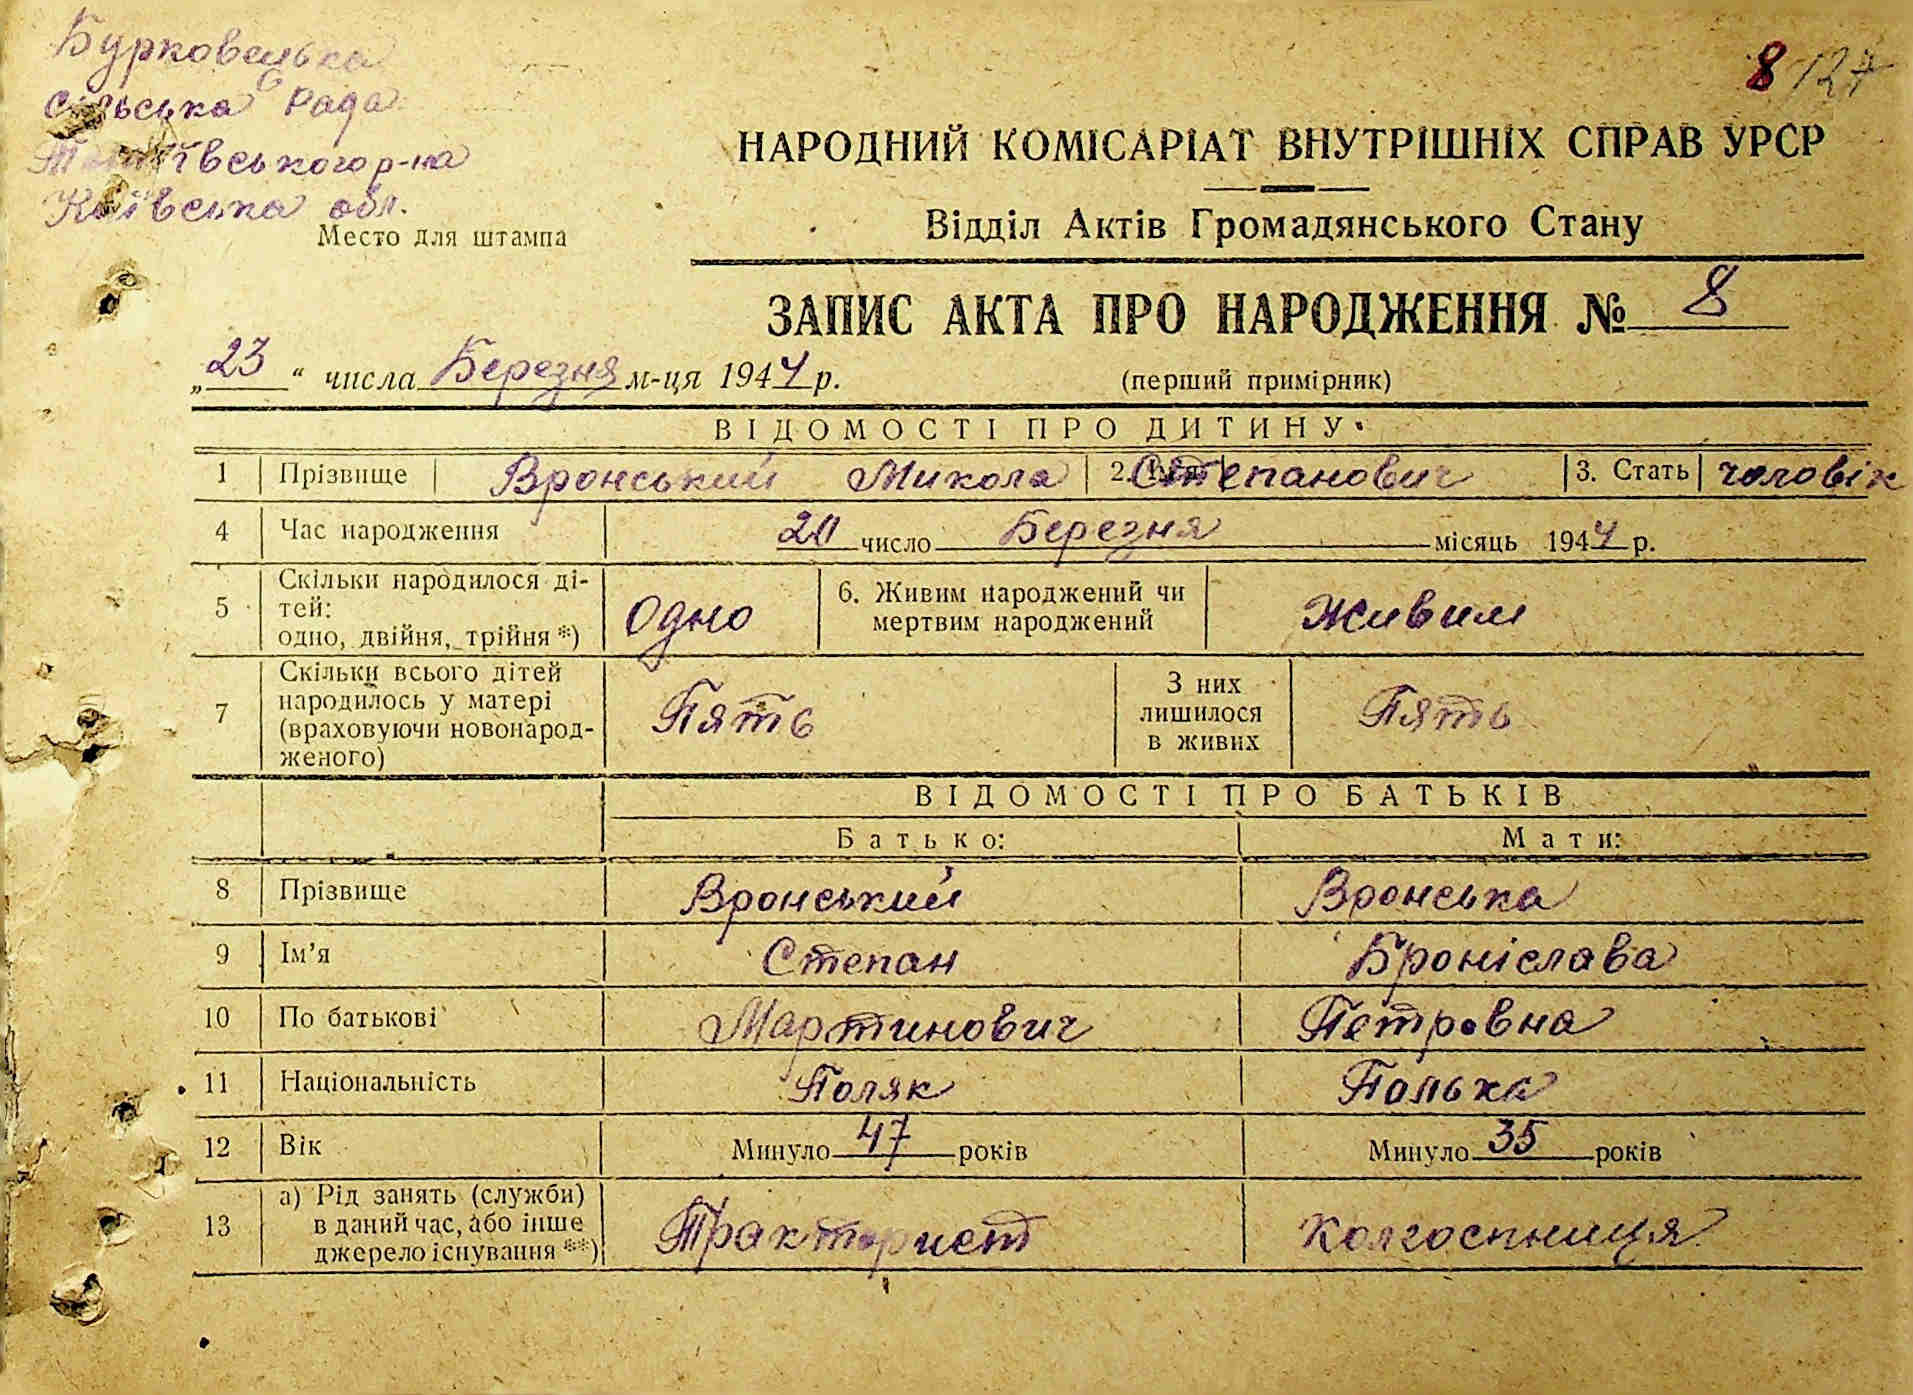 Бурковецька
сільська Рада
р-на
Київська обл.
Место для штампа
8 127
НАРОДНИЙ КОМІСАРІАТ ВНУТРІШНІХ СПРАВ УРСР
Відділ Актів Громадянського Стану
ЗАПИС АКТА ПРО НАРОДЖЕННЯ № 8
„23“ числа Березня м-ця 1944 р. (перший примірник)
ВІДОМОСТІ ПРО ДИТИНУ
1 Прізвище Вронський Микола 2. Степанович 3. Стать чоловік
4 Час народження 20 число Березня місяць 1944 р.
5 Скільки народилося ді-
тей:
одно, двійня, трійня *) Одно 6. Живим народжений чи
мертвим народжений Живим
7 Скільки всього дітей
народилось у матері
(враховуючи новонарод-
женого) Пять З них
лишилося
в живих Пять
ВІДОМОСТІ ПРО БАТЬКІВ
Батько: Мати:
8 Прізвище Вронський Вронська
9 Ім'я Степан Броніслава
10 По батькові Мартинович Петровна
11 Національність Поляк Полька
12 Вік Минуло 47 років Минуло 35 років
13 а) Рід занять (служби)
в даний час, або інше
джерело існування **) Тракторист Колгоспниця